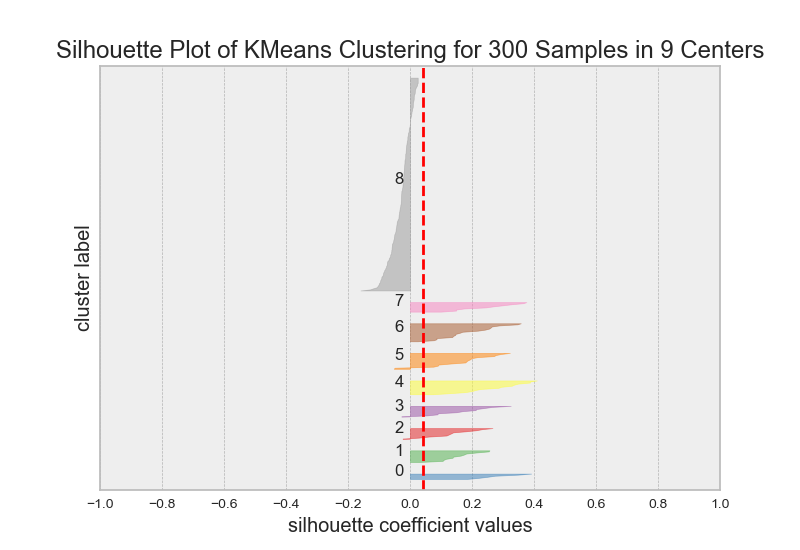 Silhouette Plot of KMeans Clustering for 300 Samples in 9 Centers
cluster label
8
7
6
5
4
3
2
1
0
−1.0 −0.8 −0.6 −0.4 −0.2 0.0 0.2 0.4 0.6 0.8 1.0
silhouette coefficient values